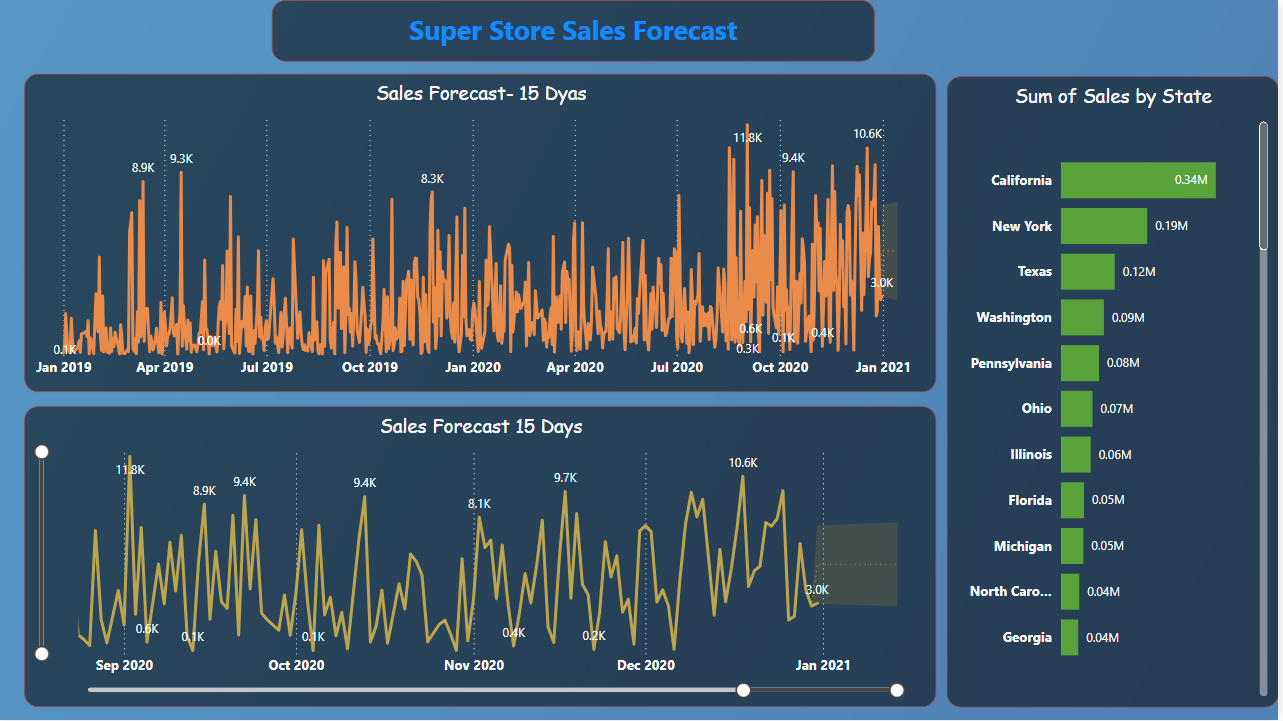 Super Store Sales Forecast
Sales Forecast- 15 Dyas
11.8K
10.6K
9.4K
9.3K
8.9K
8.3K
3.0K
0.6K
0.4K
0.1K
0.0K
0.3K
0.1K
Jan 2019 Apr 2019 Jul 2019 Oct 2019 Jan 2020 Apr 2020 Jul 2020 Oct 2020 Jan 2021
Sales Forecast 15 Days
11.8K
10.6K
9.7K
9.4K
9.4K
8.9K
8.1K
3.0K
0.6K
0.1K
0.1K
0.4K
0.2K
Sep 2020 Oct 2020 Nov 2020 Dec 2020 Jan 2021
Sum of Sales by State
California 0.34M
New York 0.19M
Texas 0.12M
Washington 0.09M
Pennsylvania 0.08M
Ohio 0.07M
Illinois 0.06M
Florida 0.05M
Michigan 0.05M
North Caro... 0.04M
Georgia 0.04M